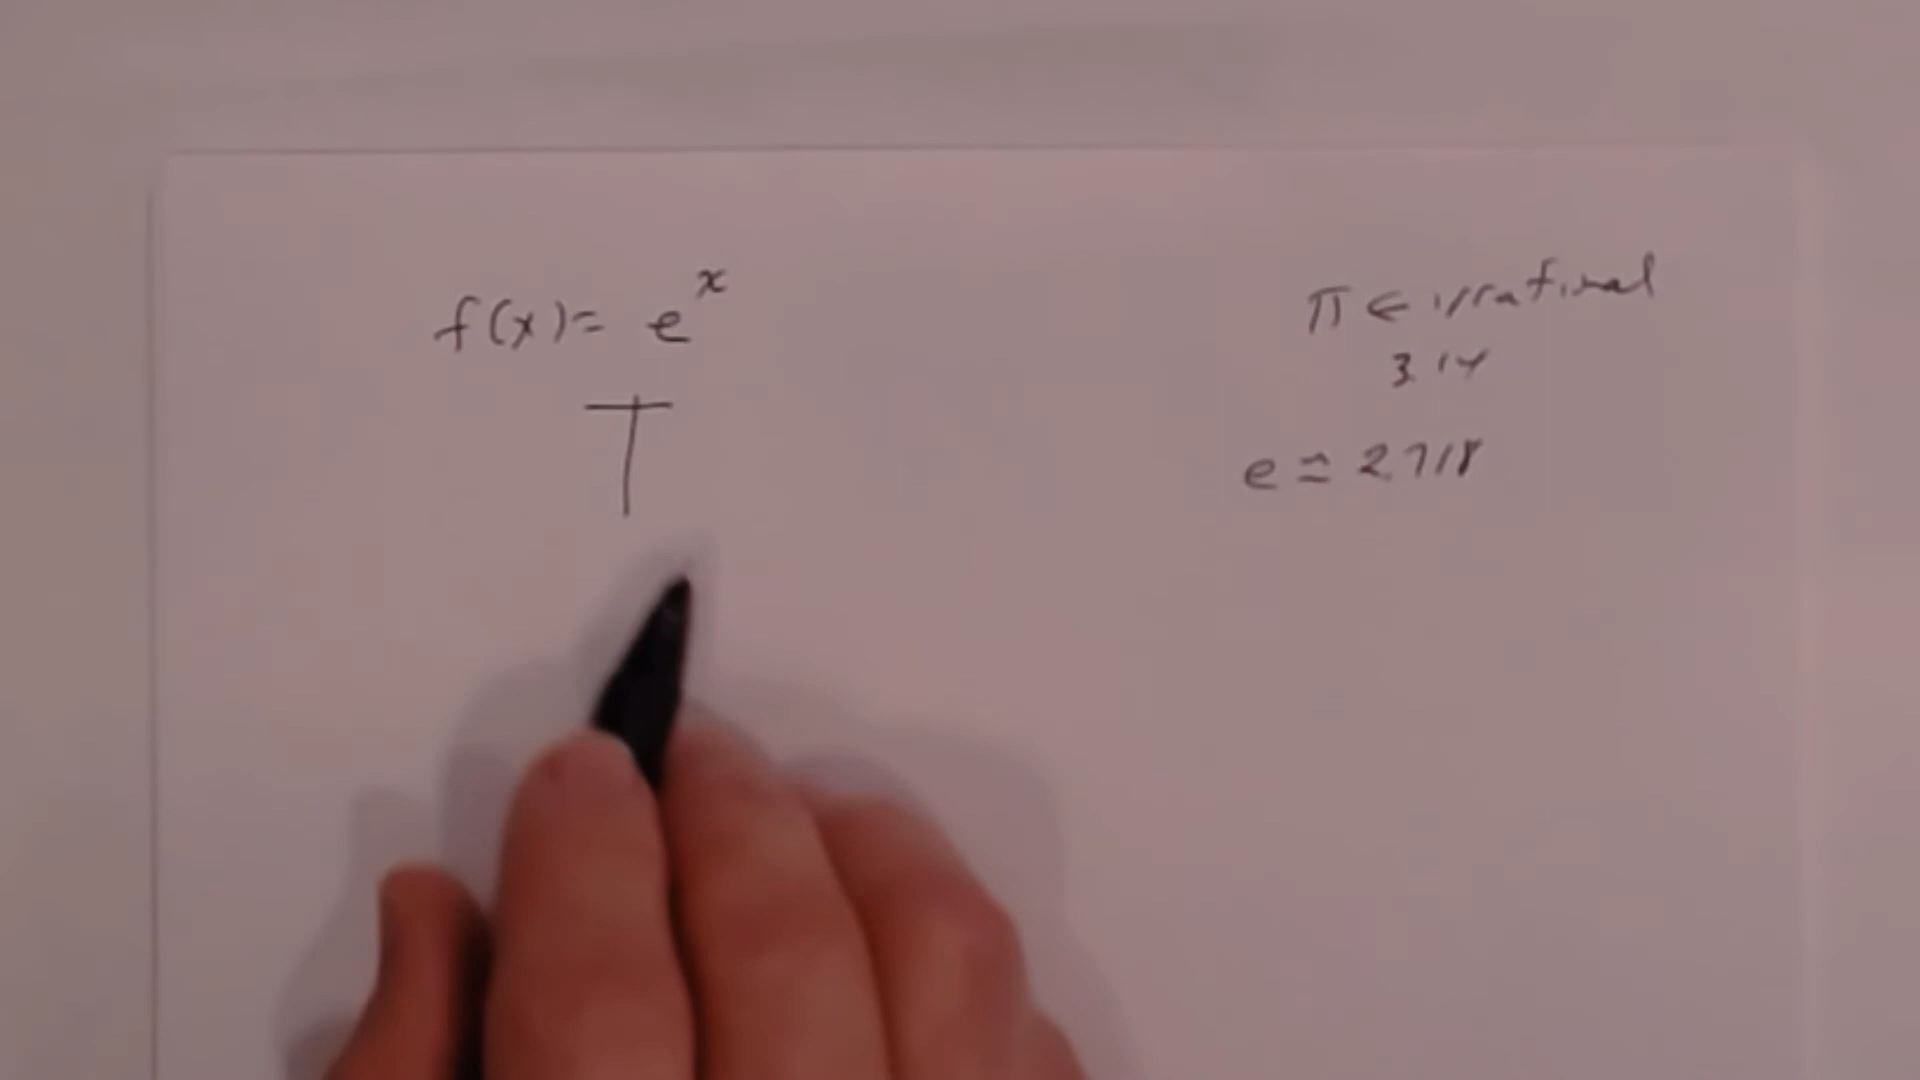 f(x) = e^x
π ← irrational
3.14
e ≈ 2.718